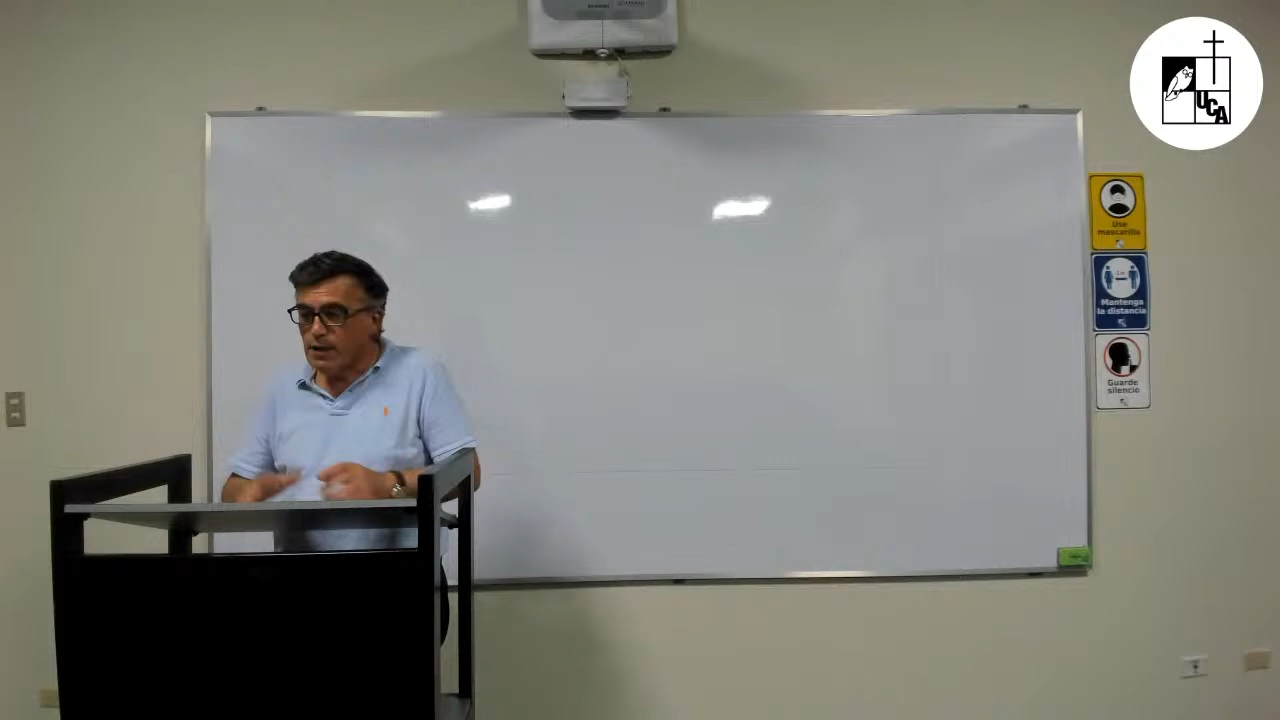 UCA
Use
mascarilla
Mantenga
la distancia
Guarde
silencio